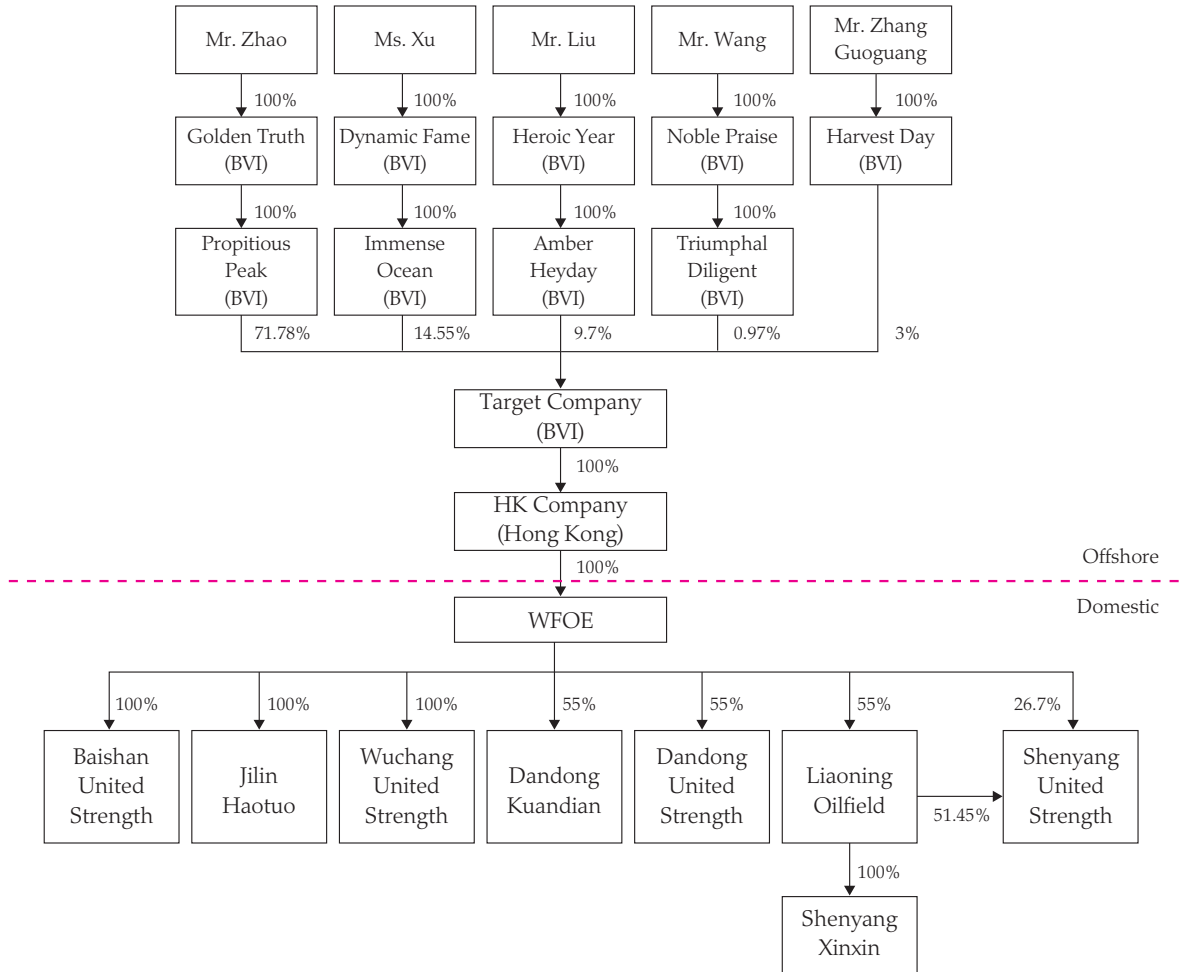 Mr. Zhao
Ms. Xu
Mr. Liu
Mr. Wang
Mr. Zhang
Guoguang
100%
100%
100%
100%
100%
Golden Truth
(BVI)
Dynamic Fame
(BVI)
Heroic Year
(BVI)
Noble Praise
(BVI)
Harvest Day
(BVI)
100%
100%
100%
100%
Propitious
Peak
(BVI)
Immense
Ocean
(BVI)
Amber
Heyday
(BVI)
Triumphal
Diligent
(BVI)
71.78%
14.55%
9.7%
0.97%
3%
Target Company
(BVI)
100%
HK Company
(Hong Kong)
Offshore
100%
Domestic
WFOE
100%
100%
100%
55%
55%
55%
26.7%
Baishan
United
Strength
Jilin
Haotuo
Wuchang
United
Strength
Dandong
Kuandian
Dandong
United
Strength
Liaoning
Oilfield
51.45%
Shenyang
United
Strength
100%
Shenyang
Xinxin